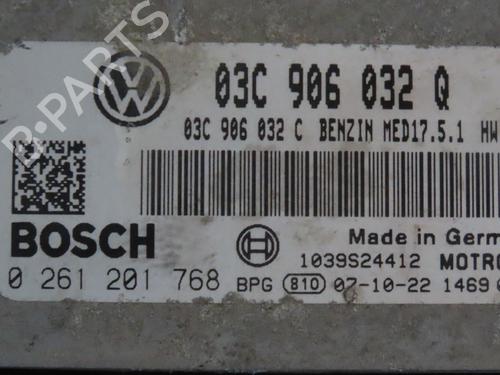 03C 906 032 Q
03C 906 032 C BENZIN MED17.5.1 HW
BOSCH
Made in Germ
1039S24412 MOTRO
0 261 201 768 BPG 810 07-10-22 1469
B-PARTS